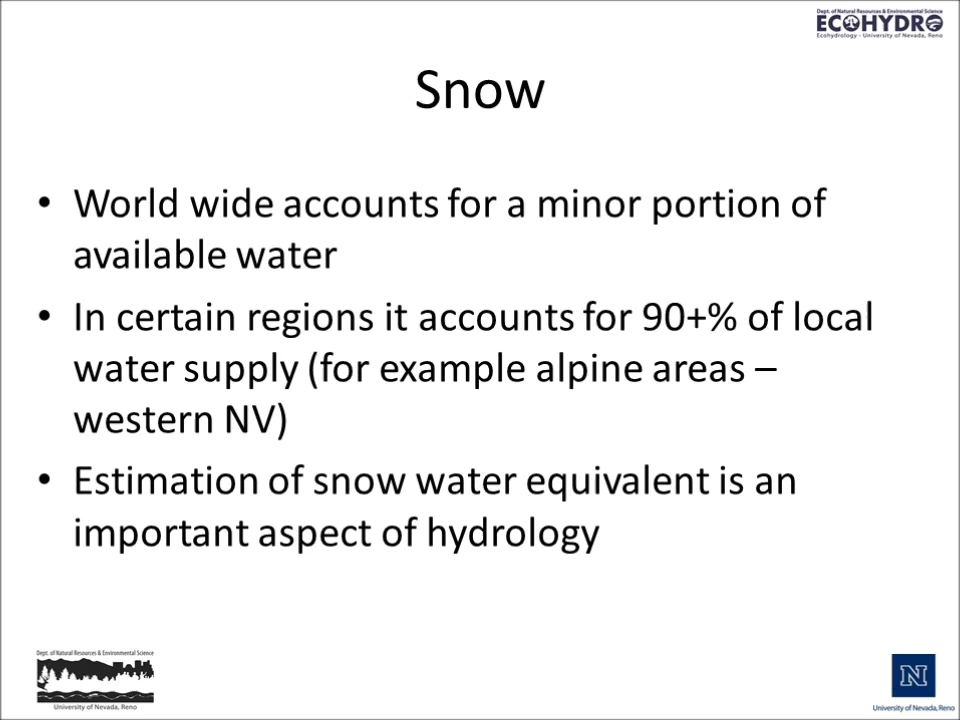 Dept. of Natural Resources & Environmental Science
ECOHYDRO
Ecohydrology - University of Nevada, Reno
Snow
• World wide accounts for a minor portion of
available water
• In certain regions it accounts for 90+% of local
water supply (for example alpine areas –
western NV)
• Estimation of snow water equivalent is an
important aspect of hydrology
Dept. of Natural Resources & Environmental Science
University of Nevada, Reno
N
University of Nevada, Reno